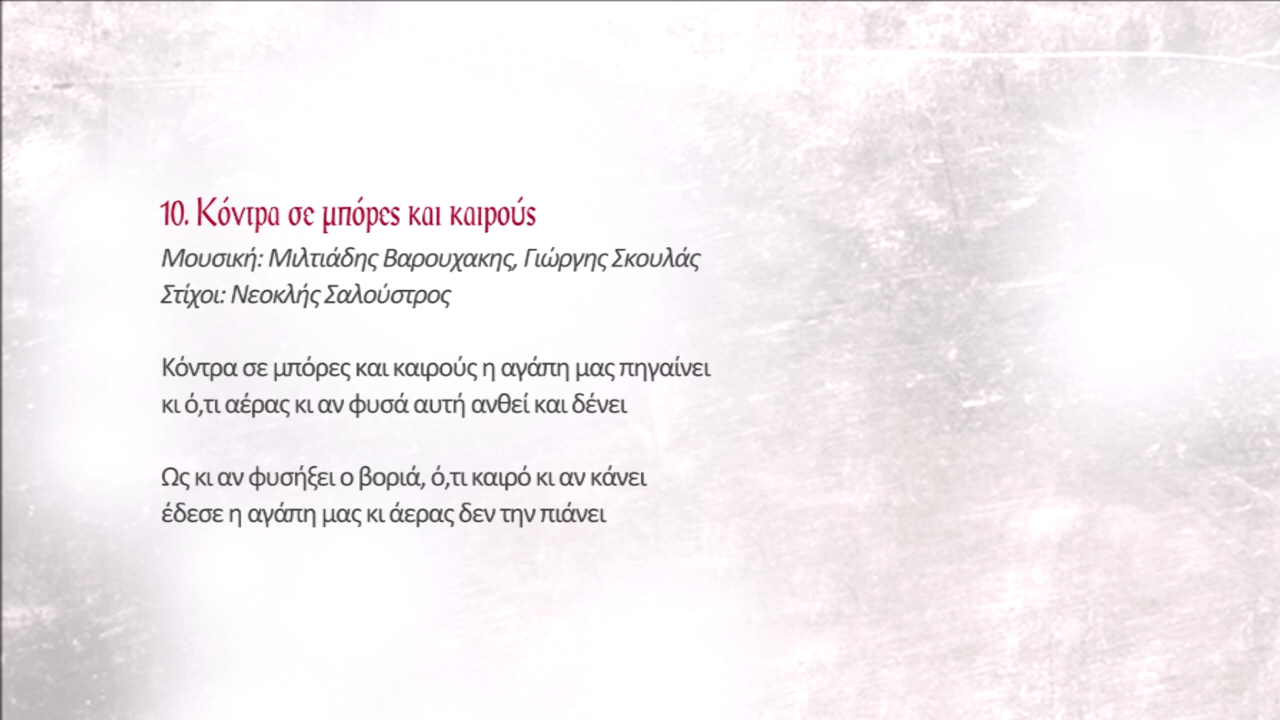 10. Κόντρα σε μπόρες και καιρούς
Μουσική: Μιλτιάδης Βαρουχακης, Γιώργης Σκουλάς
Στίχοι: Νεοκλής Σαλούστρος
Κόντρα σε μπόρες και καιρούς η αγάπη μας πηγαίνει
κι ό,τι αέρας κι αν φυσά αυτή ανθεί και δένει
Ως κι αν φυσήξει ο βοριά, ό,τι καιρό κι αν κάνει
έδεσε η αγάπη μας κι άερας δεν την πιάνει